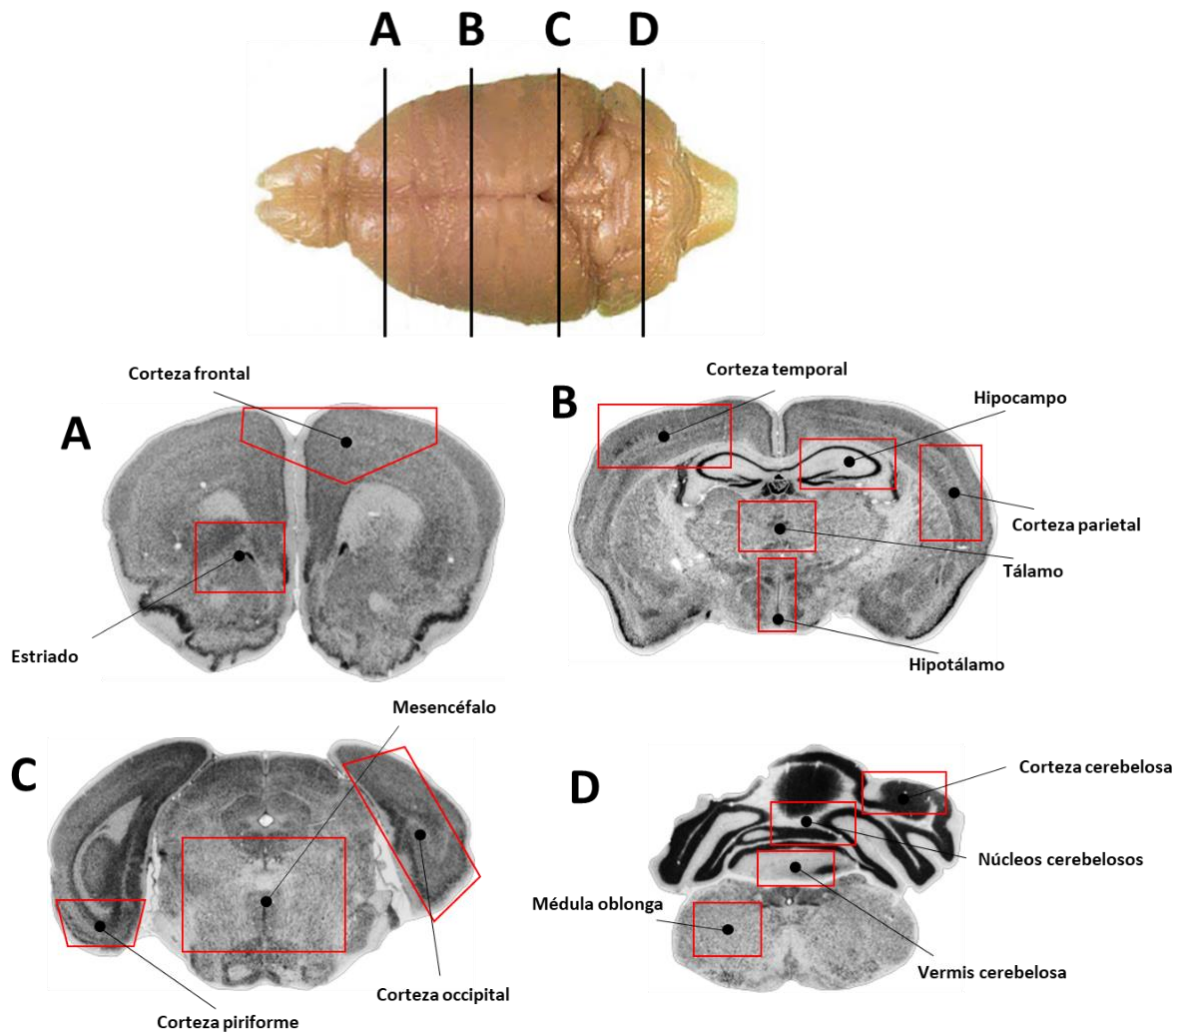 A B C D
Corteza frontal
A
Estriado
B
Corteza temporal
Hipocampo
Corteza parietal
Tálamo
Hipotálamo
C
Mesencéfalo
Corteza occipital
Corteza piriforme
D
Corteza cerebelosa
Núcleos cerebelosos
Médula oblonga
Vermis cerebelosa